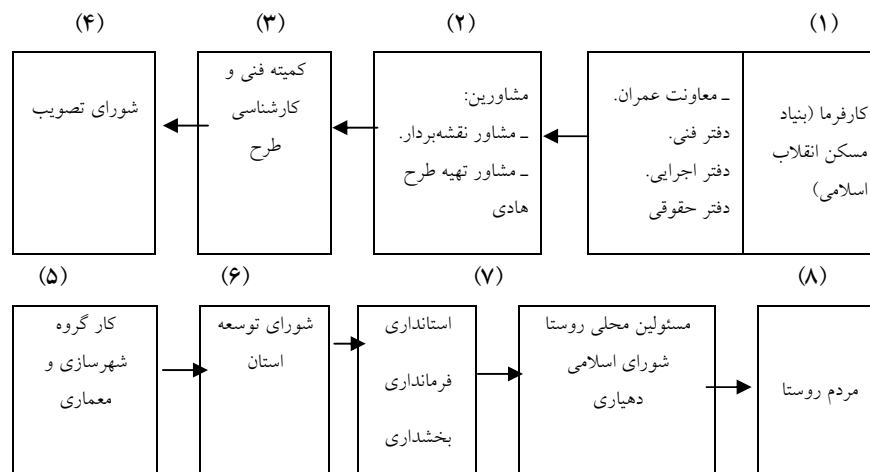 (۱)
(۲)
(۳)
(۴)
کارفرما (بنیاد
مسکن انقلاب
اسلامی)
ـ معاونت عمران.
دفتر فنی.
دفتر اجرایی.
دفتر حقوقی
مشاورین:
ـ مشاور نقشه‌بردار.
ـ مشاور تهیه طرح
هادی
کمیته فنی و
کارشناسی
طرح
شورای تصویب
(۵)
(۶)
(۷)
(۸)
کار گروه
شهرسازی و
معماری
شورای توسعه
استان
استانداری
فرمانداری
بخشداری
مسئولین محلی روستا
شورای اسلامی
دهیاری
مردم روستا